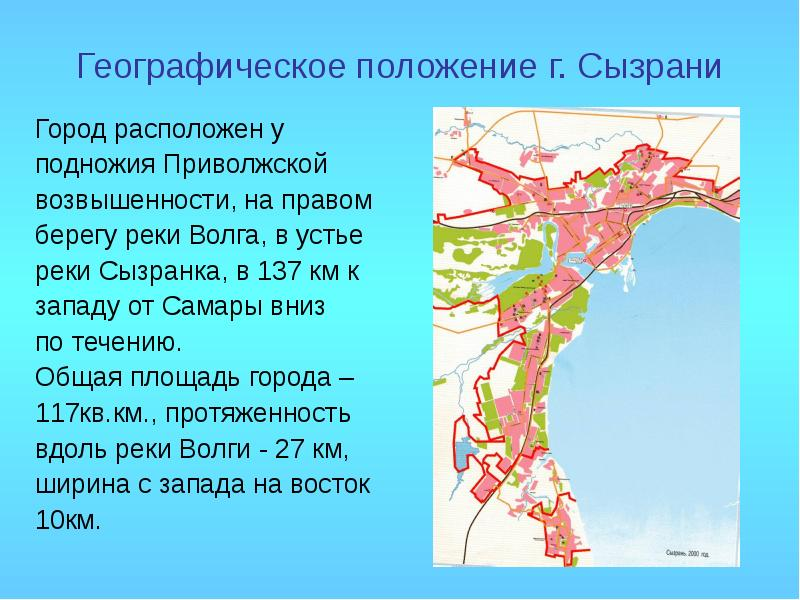 Географическое положение г. Сызрани
Город расположен у
подножия Приволжской
возвышенности, на правом
берегу реки Волга, в устье
реки Сызранка, в 137 км к
западу от Самары вниз
по течению.
Общая площадь города –
117кв.км., протяженность
вдоль реки Волги - 27 км,
ширина с запада на восток
10км.
Сызрань. 2000 год.